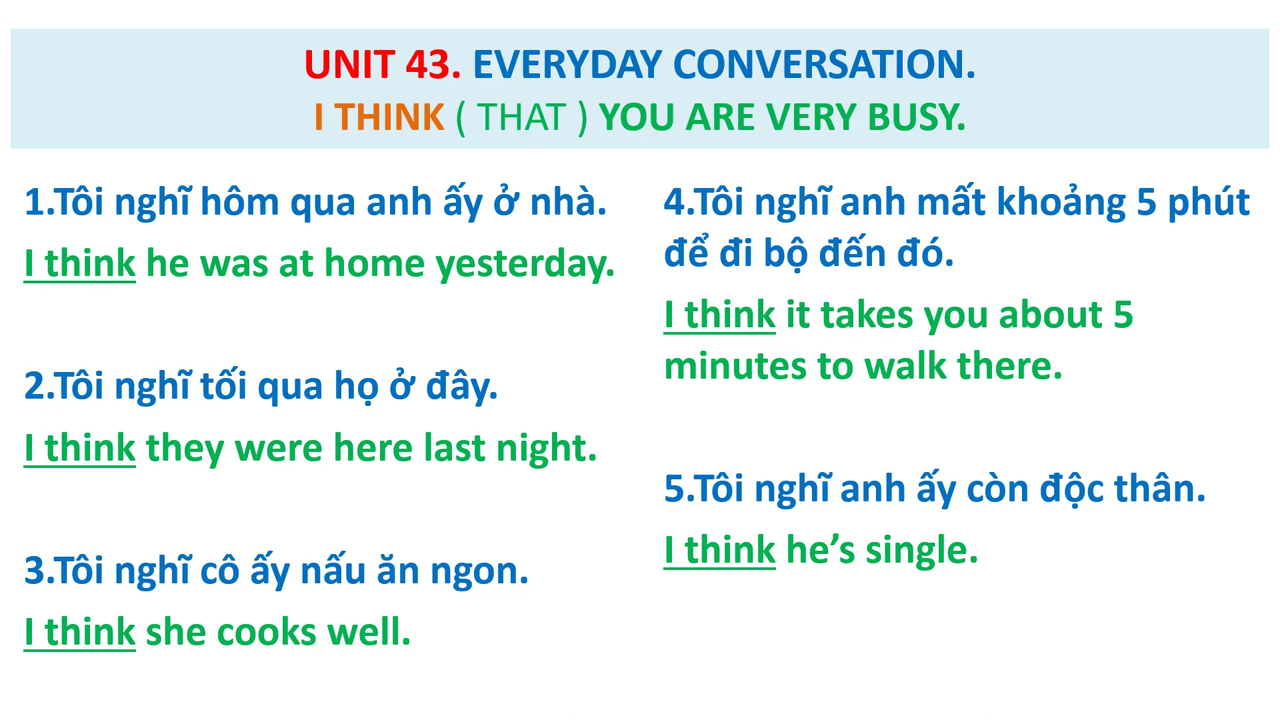 UNIT 43. EVERYDAY CONVERSATION.
I THINK ( THAT ) YOU ARE VERY BUSY.
1.Tôi nghĩ hôm qua anh ấy ở nhà.
I think he was at home yesterday.
2.Tôi nghĩ tối qua họ ở đây.
I think they were here last night.
3.Tôi nghĩ cô ấy nấu ăn ngon.
I think she cooks well.
4.Tôi nghĩ anh mất khoảng 5 phút
để đi bộ đến đó.
I think it takes you about 5
minutes to walk there.
5.Tôi nghĩ anh ấy còn độc thân.
I think he’s single.